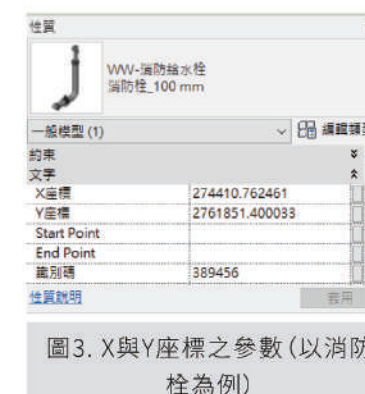 性質
WW-消防給水栓
消防栓_100 mm
一般模型 (1)
編輯類型
約束
文字
X座標 274410.762461
Y座標 2761851.400033
Start Point
End Point
識別碼 389456
性質說明 套用
圖3. X與Y座標之參數(以消防
栓為例)